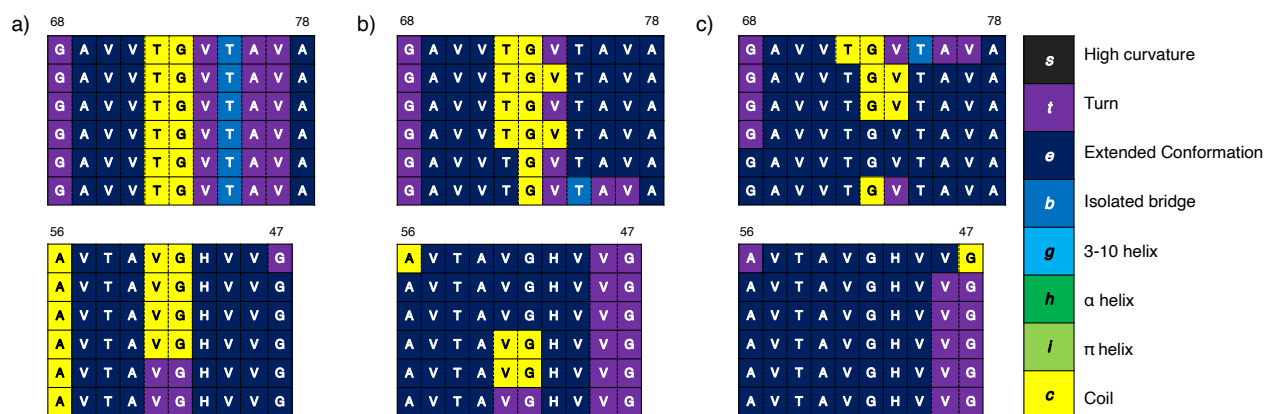 a)
68 78
G A V V T G V T A V A
G A V V T G V T A V A
G A V V T G V T A V A
G A V V T G V T A V A
G A V V T G V T A V A
G A V V T G V T A V A
56 47
A V T A V G H V V G
A V T A V G H V V G
A V T A V G H V V G
A V T A V G H V V G
A V T A V G H V V G
A V T A V G H V V G
b)
68 78
G A V V T G V T A V A
G A V V T G V T A V A
G A V V T G V T A V A
G A V V T G V T A V A
G A V V T G V T A V A
G A V V T G V T A V A
56 47
A V T A V G H V V G
A V T A V G H V V G
A V T A V G H V V G
A V T A V G H V V G
A V T A V G H V V G
A V T A V G H V V G
c)
68 78
G A V V T G V T A V A
G A V V T G V T A V A
G A V V T G V T A V A
G A V V T G V T A V A
G A V V T G V T A V A
G A V V T G V T A V A
56 47
A V T A V G H V V G
A V T A V G H V V G
A V T A V G H V V G
A V T A V G H V V G
A V T A V G H V V G
A V T A V G H V V G
s High curvature
t Turn
e Extended Conformation
b Isolated bridge
g 3-10 helix
h α helix
i π helix
c Coil